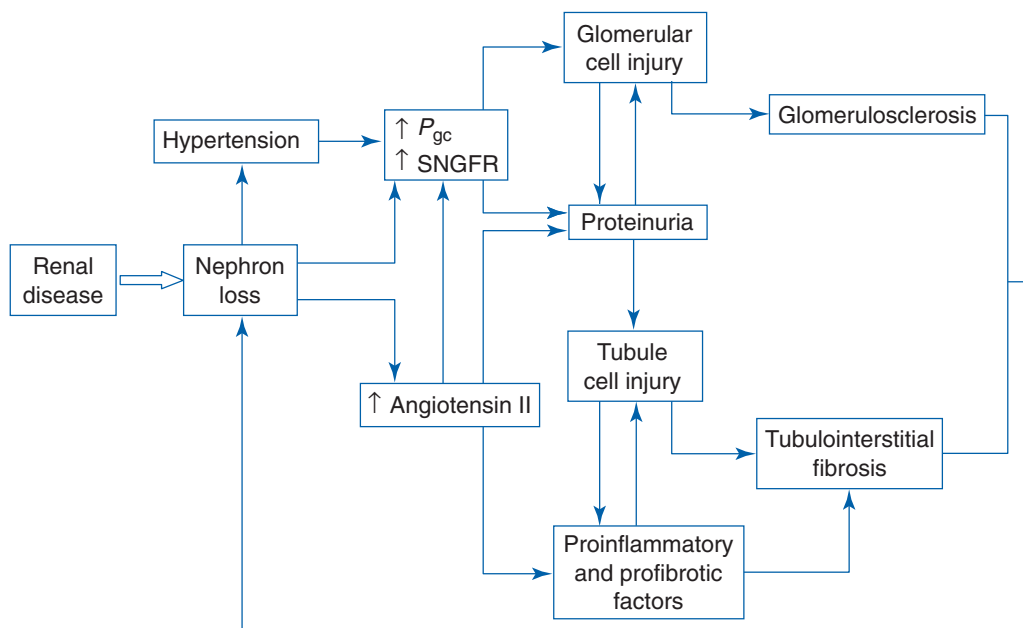 Glomerular
cell injury
Glomerulosclerosis
Hypertension
↑ Pgc
↑ SNGFR
Proteinuria
Renal
disease
Nephron
loss
Tubule
cell injury
↑ Angiotensin II
Tubulointerstitial
fibrosis
Proinflammatory
and profibrotic
factors